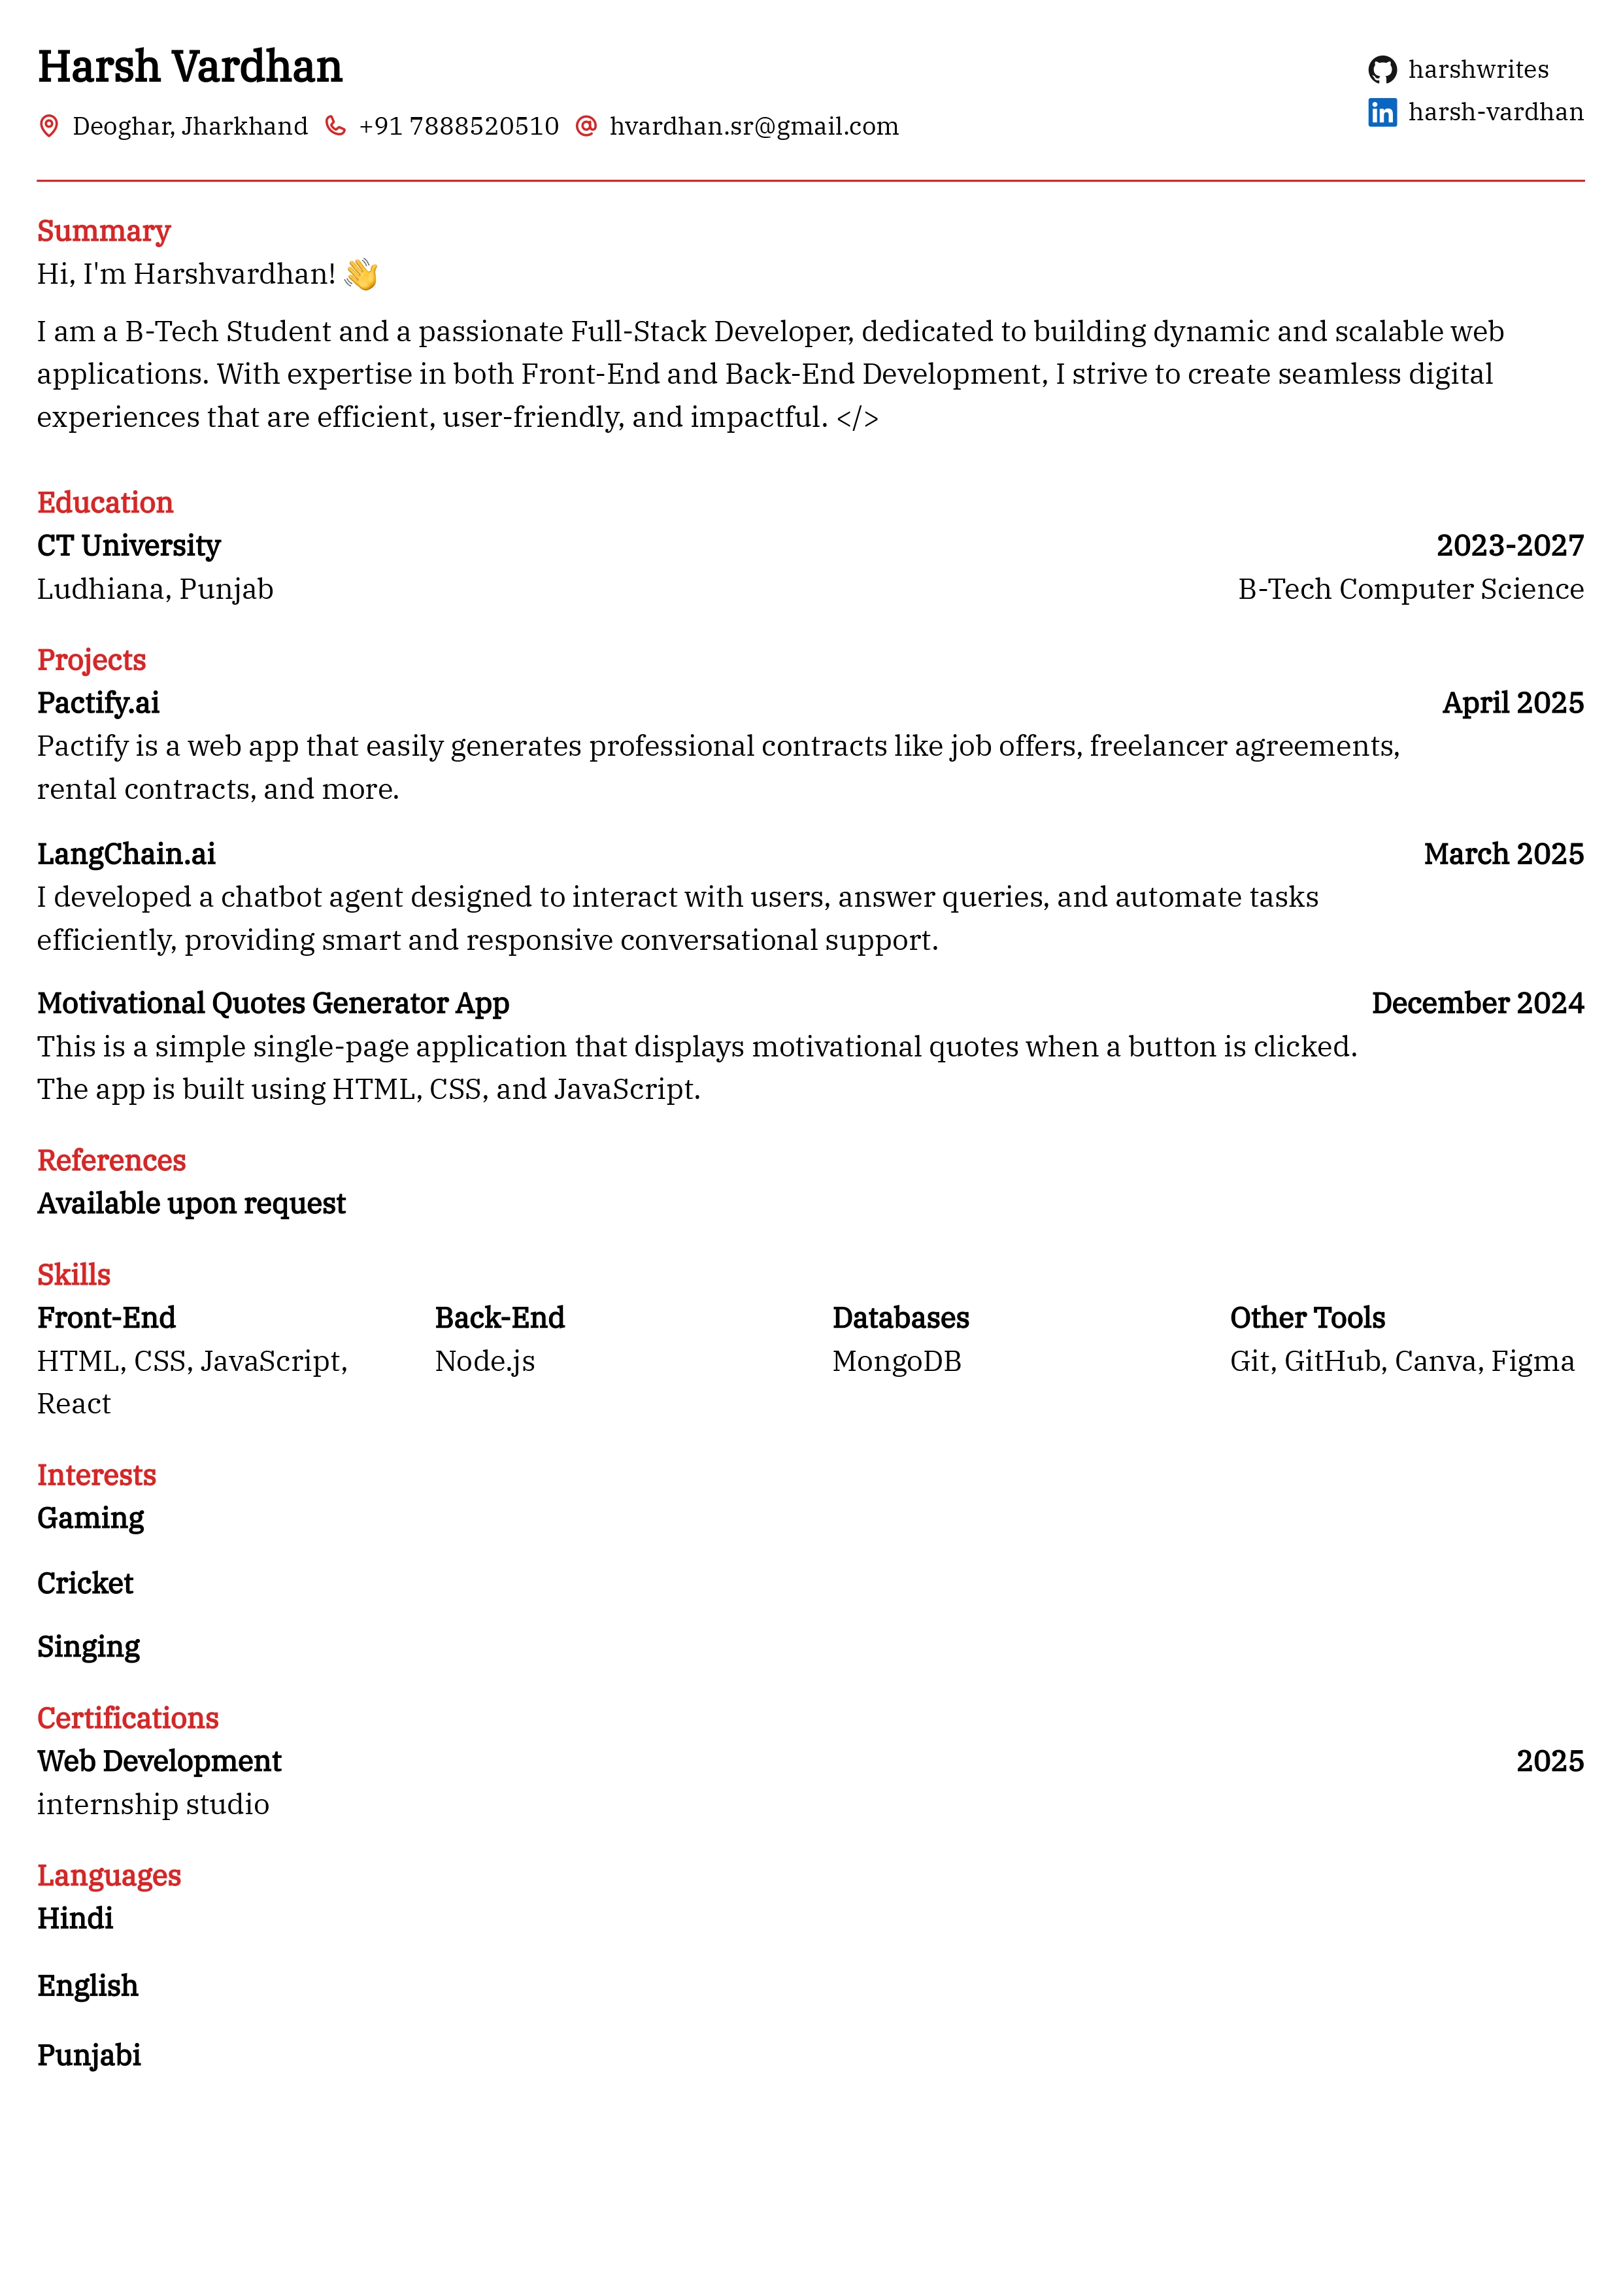 Harsh Vardhan
harshwrites
Deoghar, Jharkhand +91 7888520510 hvardhan.sr@gmail.com
harsh-vardhan
Summary
Hi, I'm Harshvardhan! 👋
I am a B-Tech Student and a passionate Full-Stack Developer, dedicated to building dynamic and scalable web
applications. With expertise in both Front-End and Back-End Development, I strive to create seamless digital
experiences that are efficient, user-friendly, and impactful. </>
Education
CT University 2023-2027
Ludhiana, Punjab B-Tech Computer Science
Projects
Pactify.ai April 2025
Pactify is a web app that easily generates professional contracts like job offers, freelancer agreements,
rental contracts, and more.
LangChain.ai March 2025
I developed a chatbot agent designed to interact with users, answer queries, and automate tasks
efficiently, providing smart and responsive conversational support.
Motivational Quotes Generator App December 2024
This is a simple single-page application that displays motivational quotes when a button is clicked.
The app is built using HTML, CSS, and JavaScript.
References
Available upon request
Skills
Front-End Back-End Databases Other Tools
HTML, CSS, JavaScript, Node.js MongoDB Git, GitHub, Canva, Figma
React
Interests
Gaming
Cricket
Singing
Certifications
Web Development 2025
internship studio
Languages
Hindi
English
Punjabi